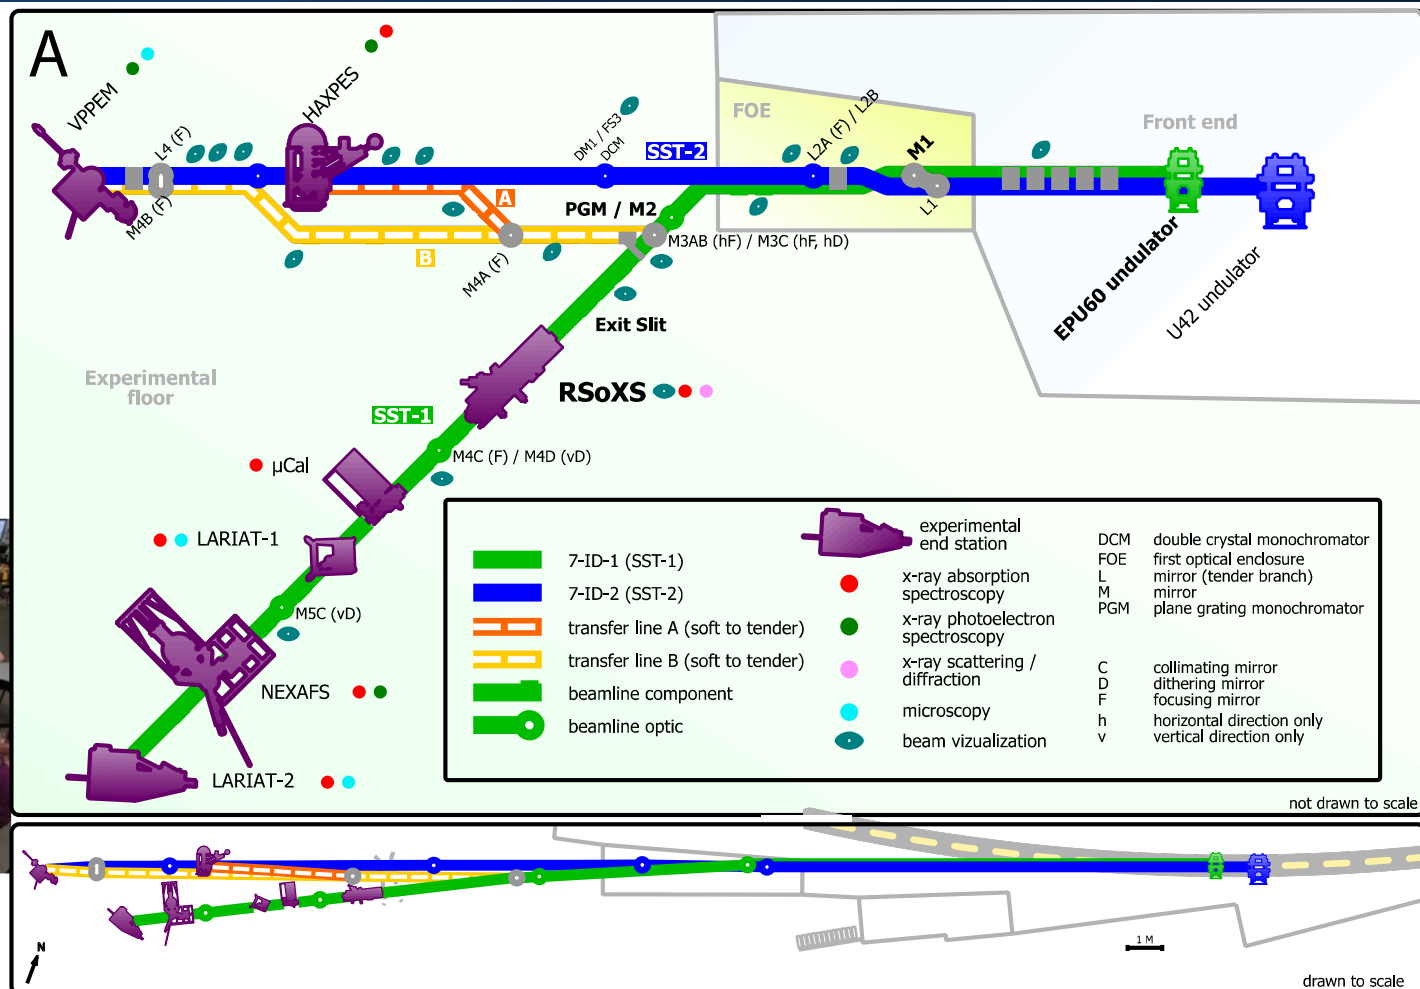 A
VPPEM
HAXPES
L4 (F)
M4B (F)
DM1 / FS3
DCM
SST-2
FOE
L2A (F) / L2B
M1
L1
Front end
EPU60 undulator
U42 undulator
A
B
PGM / M2
M4A (F)
M3AB (hF) / M3C (hF, hD)
Exit Slit
Experimental
floor
RSoXS
SST-1
M4C (F) / M4D (vD)
µCal
LARIAT-1
M5C (vD)
NEXAFS
LARIAT-2
7-ID-1 (SST-1)
7-ID-2 (SST-2)
transfer line A (soft to tender)
transfer line B (soft to tender)
beamline component
beamline optic
experimental
end station
x-ray absorption
spectroscopy
x-ray photoelectron
spectroscopy
x-ray scattering /
diffraction
microscopy
beam vizualization
DCM double crystal monochromator
FOE first optical enclosure
L mirror (tender branch)
M mirror
PGM plane grating monochromator
C collimating mirror
D dithering mirror
F focusing mirror
h horizontal direction only
v vertical direction only
not drawn to scale
N
1 M
drawn to scale